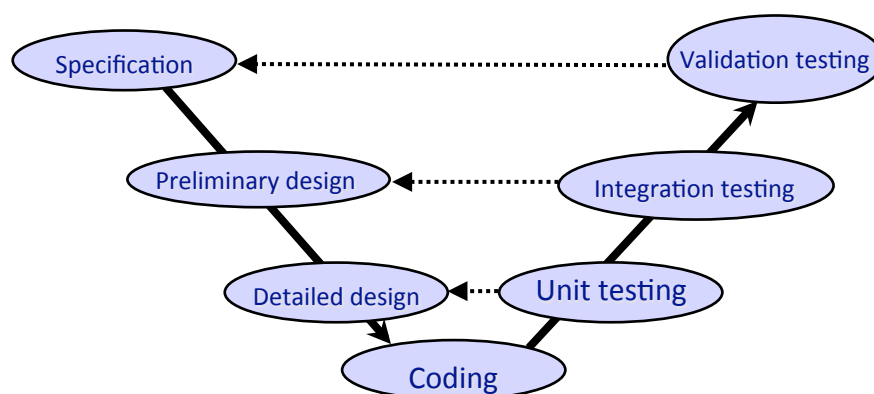 Specification
Validation testing
Preliminary design
Integration testing
Detailed design
Unit testing
Coding